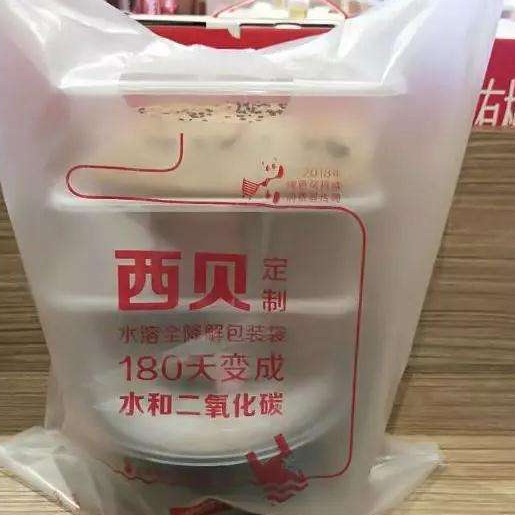 2018年
西贝
定制
水溶全降解包装袋
180天变成
水和二氧化碳